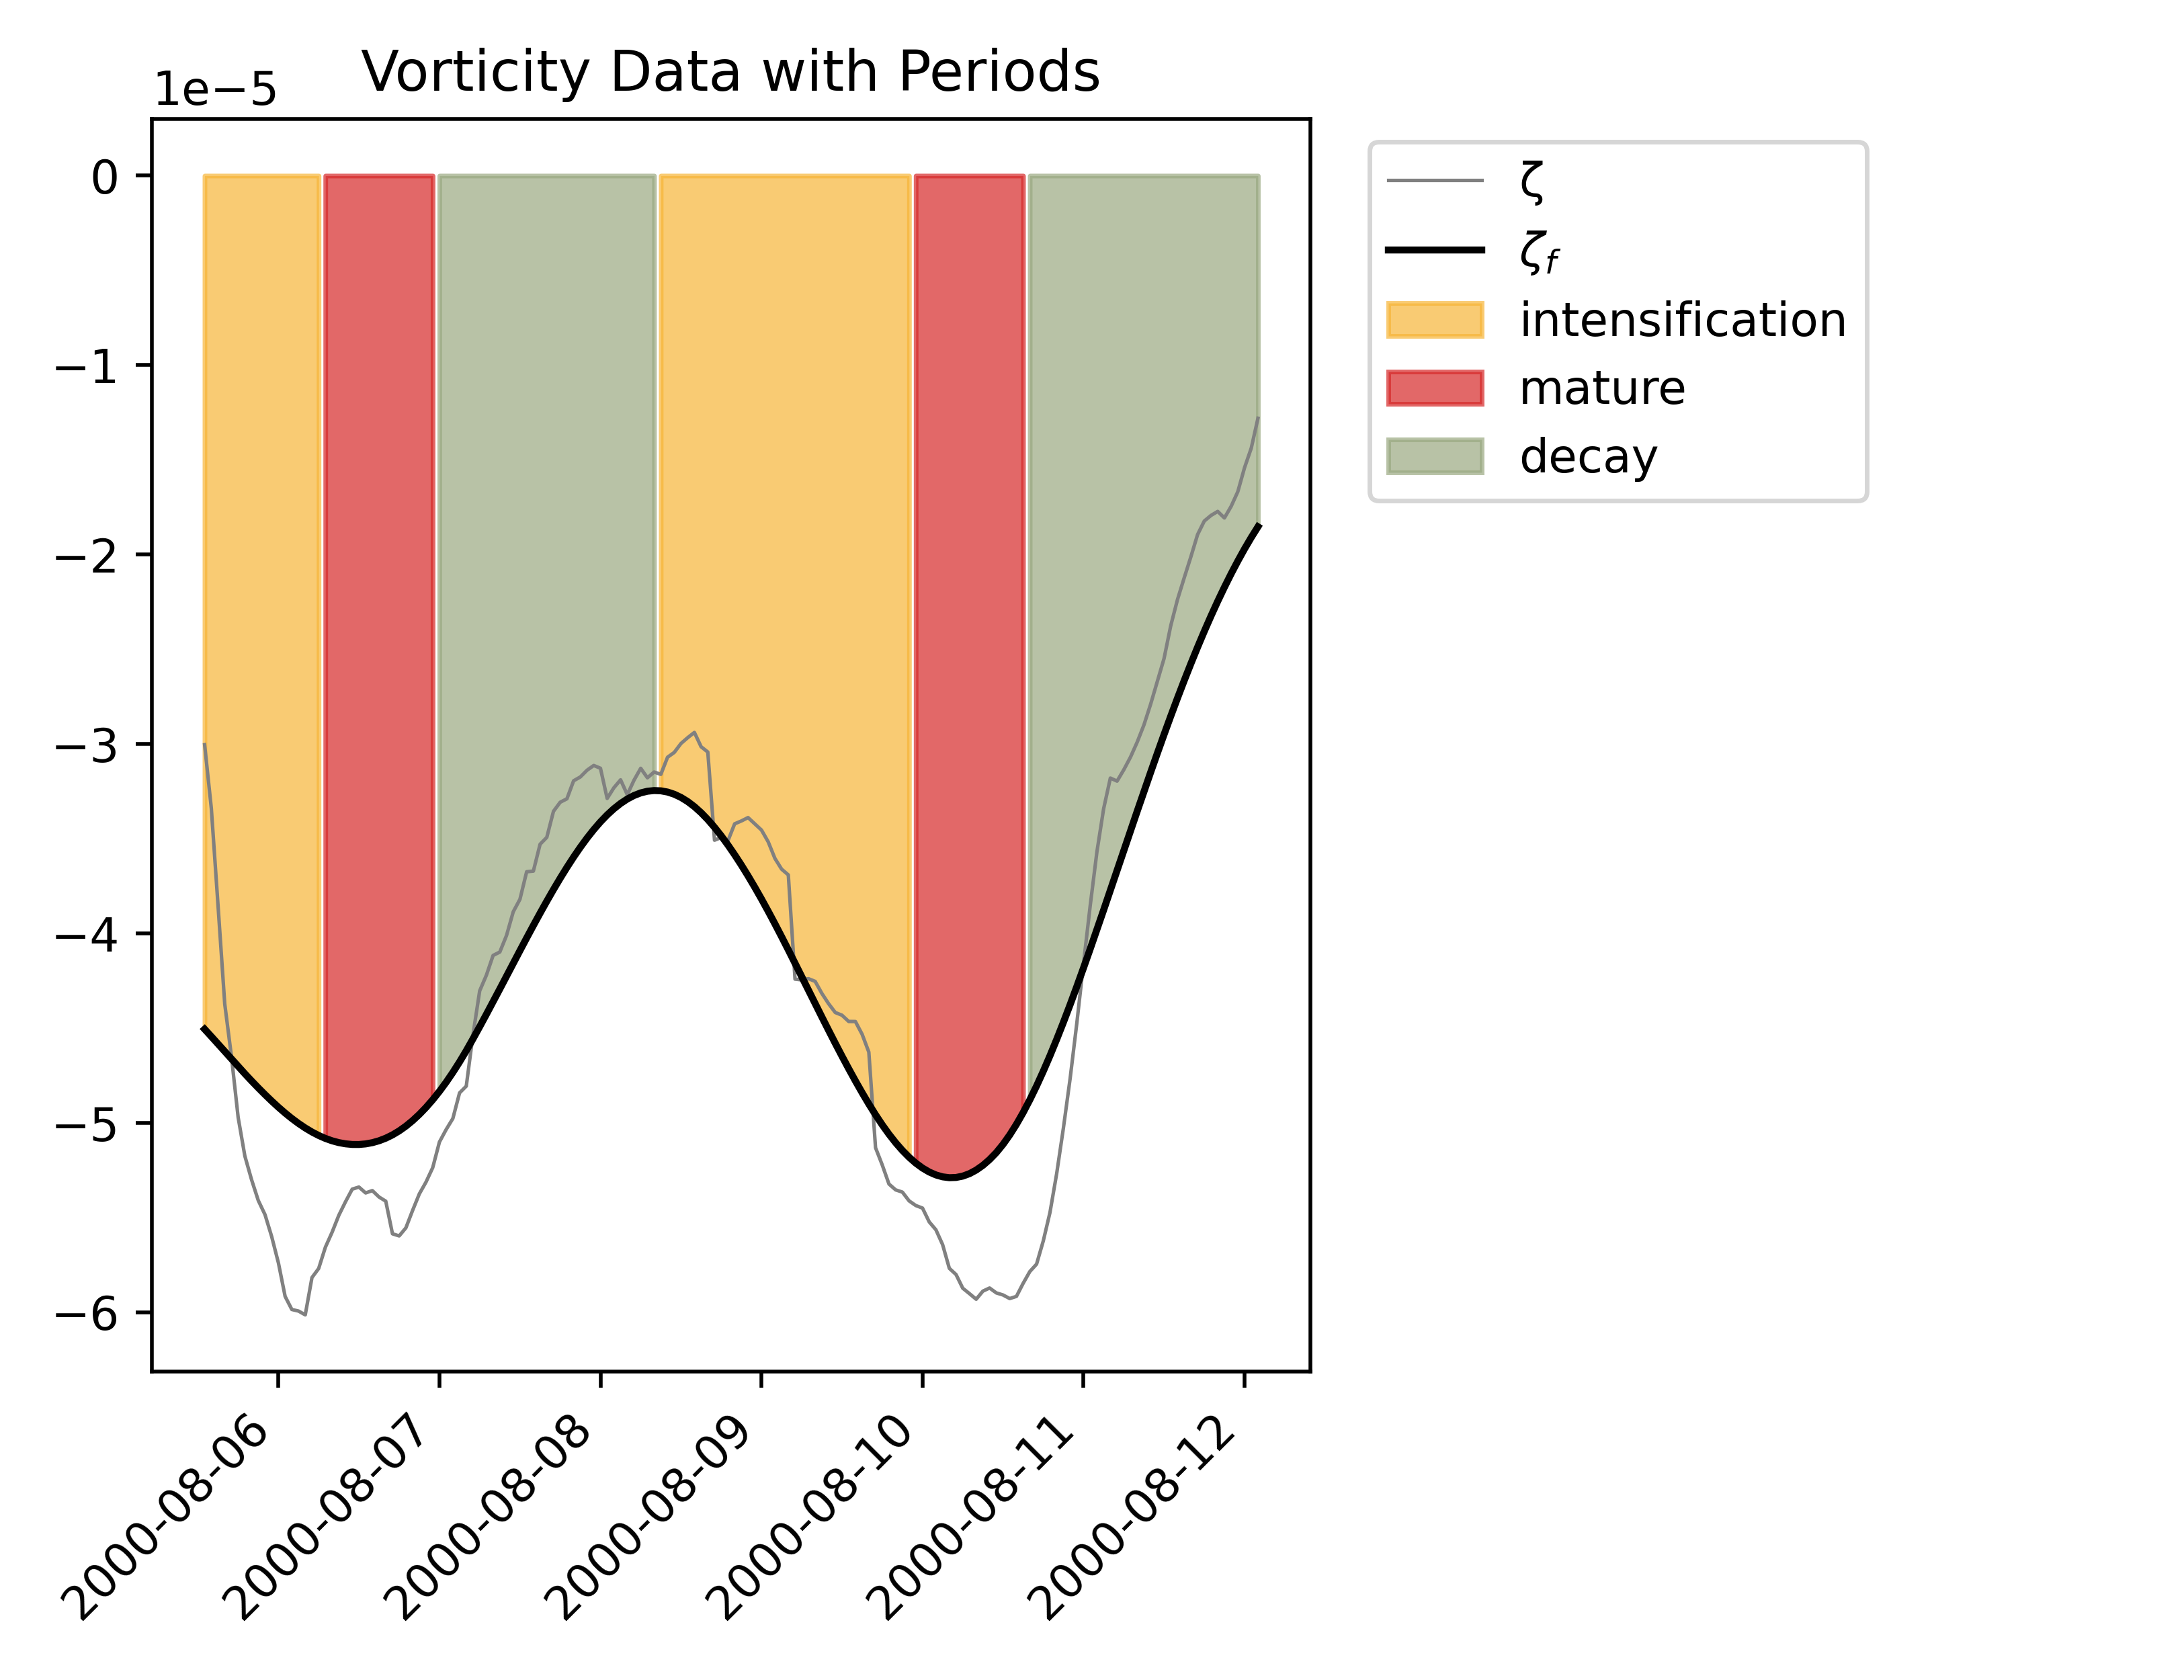 Vorticity Data with Periods
1e−5
0
−1
−2
−3
−4
−5
−6
2000-08-06
2000-08-07
2000-08-08
2000-08-09
2000-08-10
2000-08-11
2000-08-12
ζ
ζf
intensification
mature
decay